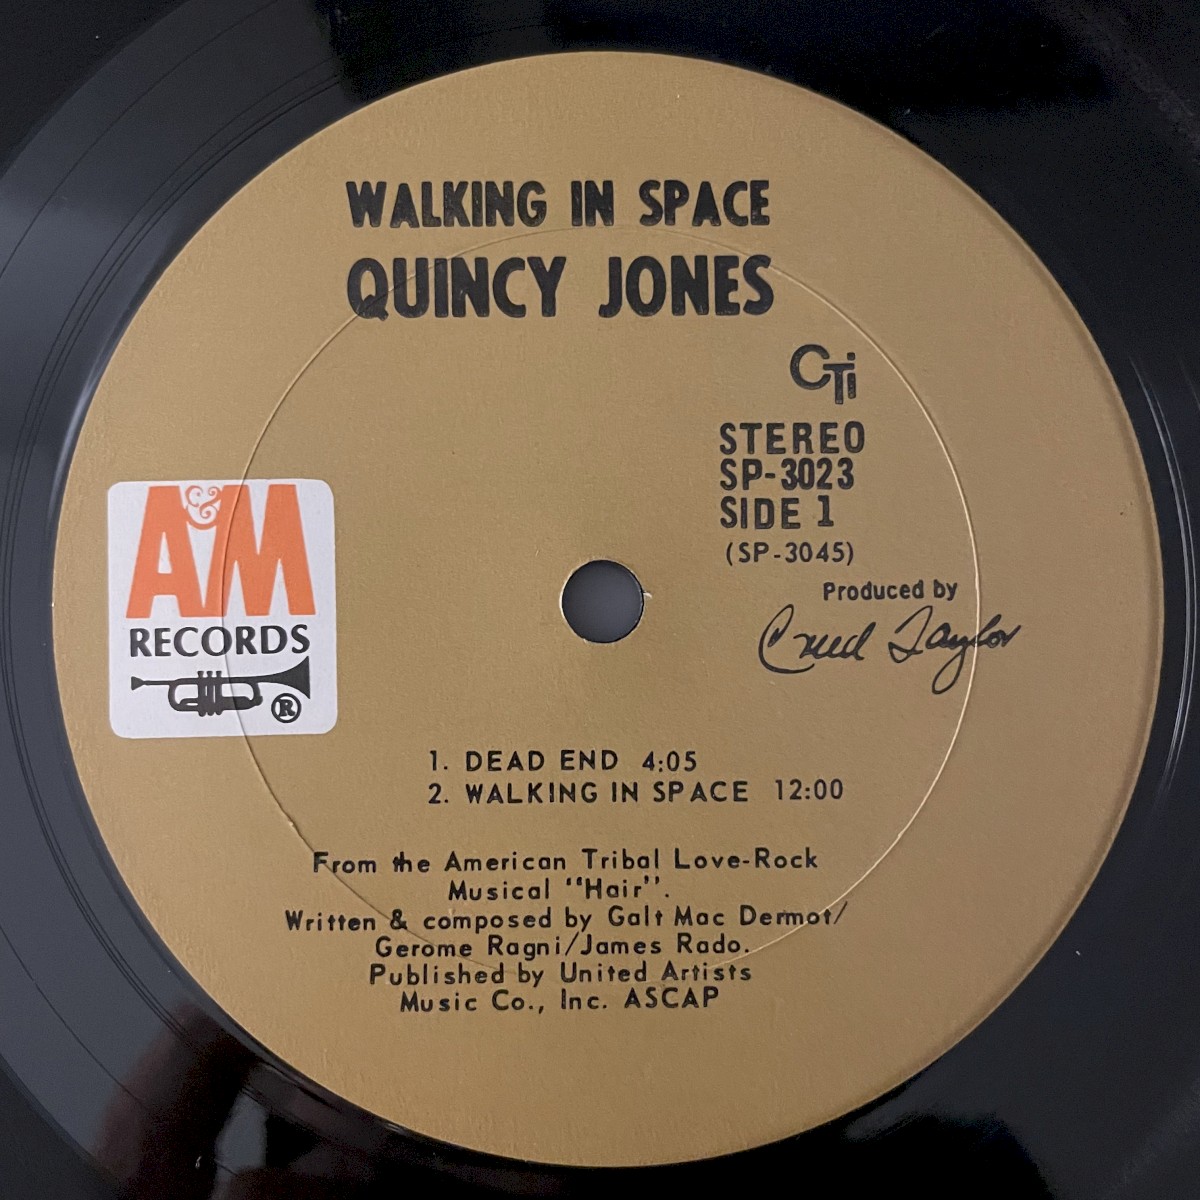 WALKING IN SPACE
QUINCY JONES
CTi
STEREO
SP-3023
SIDE 1
(SP-3045)
Produced by
Creed Taylor
A&M
RECORDS
®
1. DEAD END 4:05
2. WALKING IN SPACE 12:00
From the American Tribal Love-Rock
Musical "Hair".
Written & composed by Galt Mac Dermot/
Gerome Ragni/James Rado.
Published by United Artists
Music Co., Inc. ASCAP